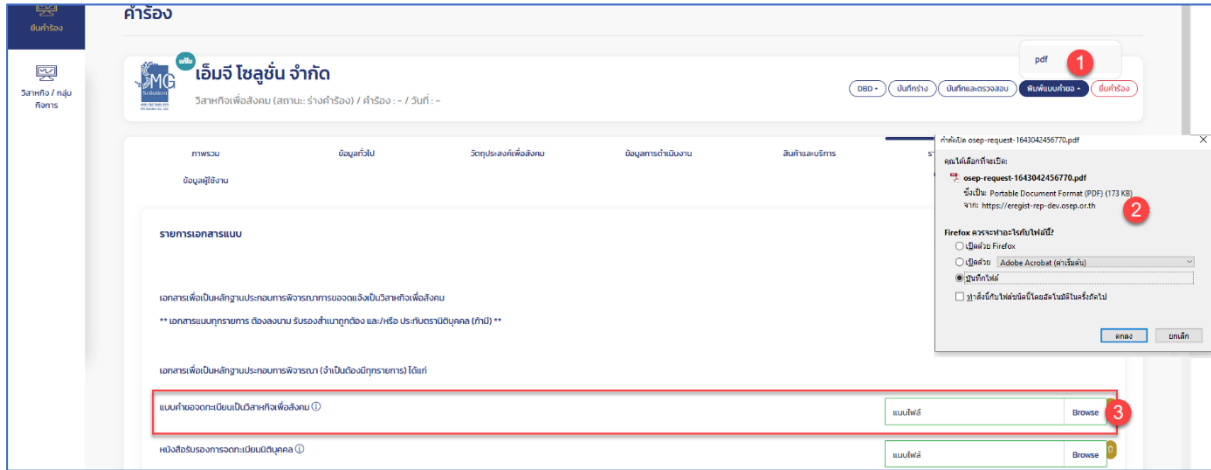 ยื่นคำร้อง
คำร้อง
วิสาหกิจ / กลุ่ม
กิจการ
MG
Solution
เอ็มจี โซลูชั่น จำกัด
วิสาหกิจเพื่อสังคม (สถานะ: ร่างคำร้อง) / คำร้อง : - / วันที่ : -
pdf
1
DBD
บันทึกร่าง
บันทึกและตรวจสอบ
พิมพ์แบบคำขอ
ยื่นคำร้อง
ภาพรวม
ข้อมูลทั่วไป
วัตถุประสงค์เพื่อสังคม
ข้อมูลการดำเนินงาน
สินค้าและบริการ
ข้อมูลผู้ใช้งาน
กำลังเปิด osep-request-1643042456770.pdf
คุณได้เลือกที่จะเปิด:
osep-request-1643042456770.pdf
ซึ่งเป็น: Portable Document Format (PDF) (173 KB)
จาก: https://eregist-rep-dev.osep.or.th
2
Firefox ควรจะทำอะไรกับไฟล์นี้?
เปิดด้วย Firefox
เปิดด้วย Adobe Acrobat (ค่าเริ่มต้น)
บันทึกไฟล์
ทำสิ่งนี้กับไฟล์ชนิดนี้โดยอัตโนมัติในครั้งถัดไป
ตกลง
ยกเลิก
รายการเอกสารแนบ
เอกสารเพื่อเป็นหลักฐานประกอบการพิจารณาการขอจดแจ้งเป็นวิสาหกิจเพื่อสังคม
** เอกสารแนบทุกรายการ ต้องลงนาม รับรองสำเนาถูกต้อง และ/หรือ ประทับตรานิติบุคคล (ถ้ามี) **
เอกสารเพื่อเป็นหลักฐานประกอบการพิจารณา (จำเป็นต้องมีทุกรายการ) ได้แก่
แบบคำขอจดทะเบียนเป็นวิสาหกิจเพื่อสังคม
แนบไฟล์
Browse
3
หนังสือรับรองการจดทะเบียนนิติบุคคล
แนบไฟล์
Browse
0